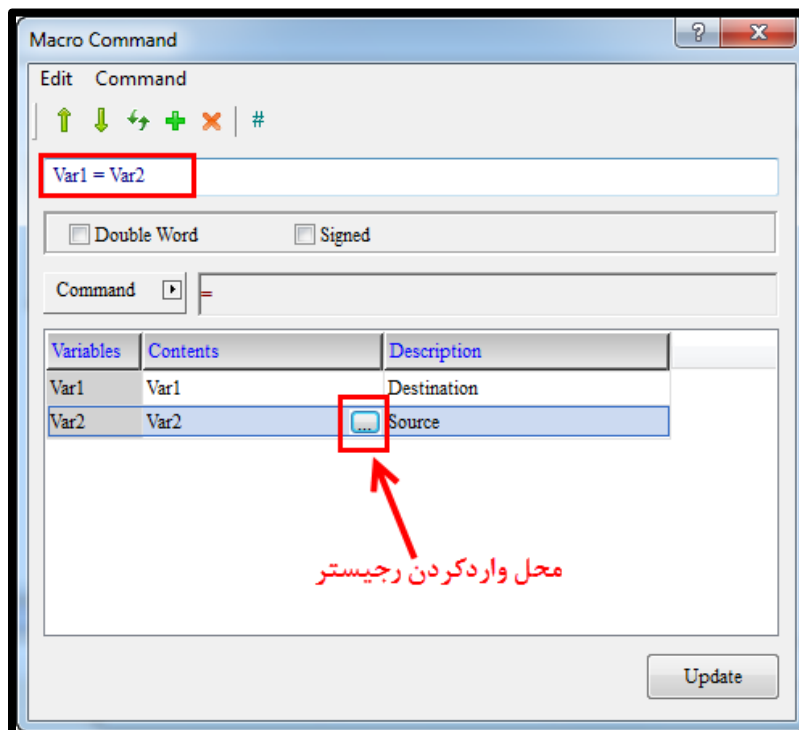 Macro Command
Edit Command
#
Var1 = Var2
Double Word Signed
Command =
Variables Contents Description
Var1 Var1 Destination
Var2 Var2 ... Source
محل واردکردن رجیستر
Update